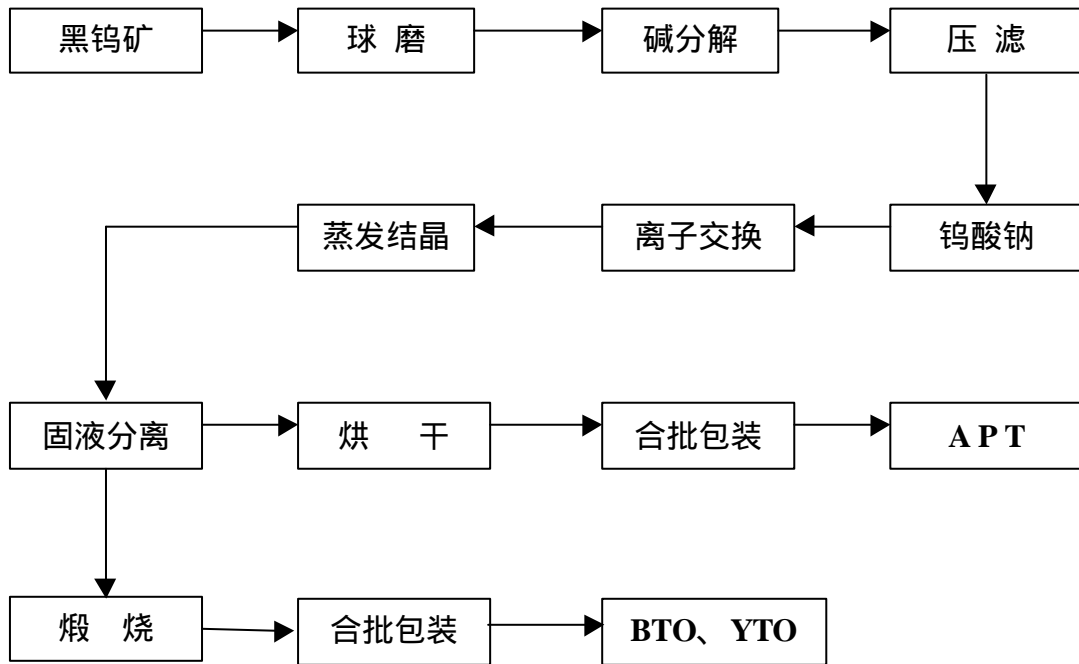 黑钨矿
球 磨
碱分解
压 滤
蒸发结晶
离子交换
钨酸钠
固液分离
烘 干
合批包装
A P T
煅 烧
合批包装
BTO、YTO